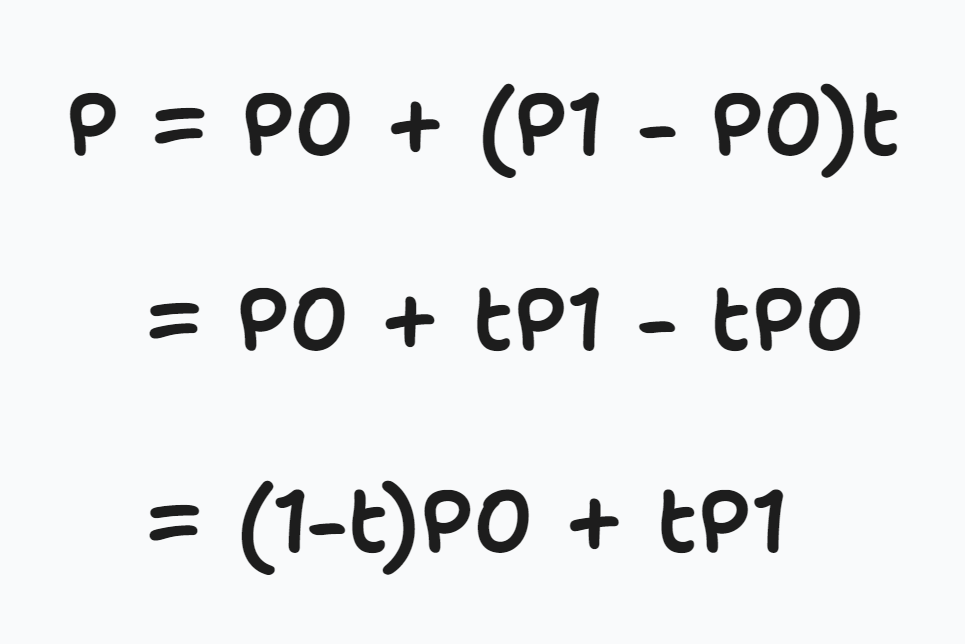 P = P0 + (P1 - P0)t
= P0 + tP1 - tP0
= (1-t)P0 + tP1